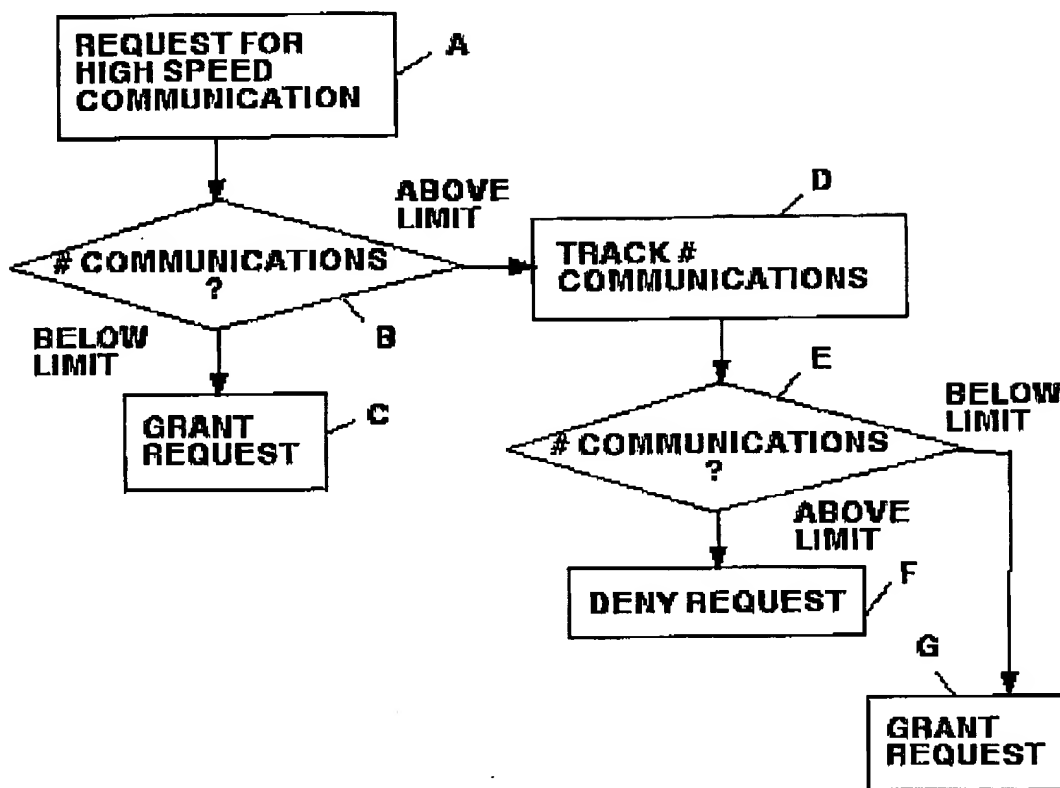 REQUEST FOR
HIGH SPEED
COMMUNICATION
A
# COMMUNICATIONS
?
B
ABOVE
LIMIT
BELOW
LIMIT
GRANT
REQUEST
C
TRACK #
COMMUNICATIONS
D
# COMMUNICATIONS
?
E
BELOW
LIMIT
ABOVE
LIMIT
DENY REQUEST
F
G
GRANT
REQUEST